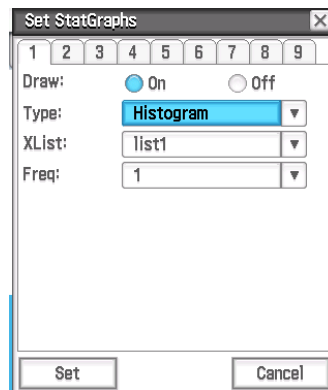 Set StatGraphs
1 2 3 4 5 6 7 8 9
Draw: On Off
Type: Histogram
XList: list1
Freq: 1
Set Cancel